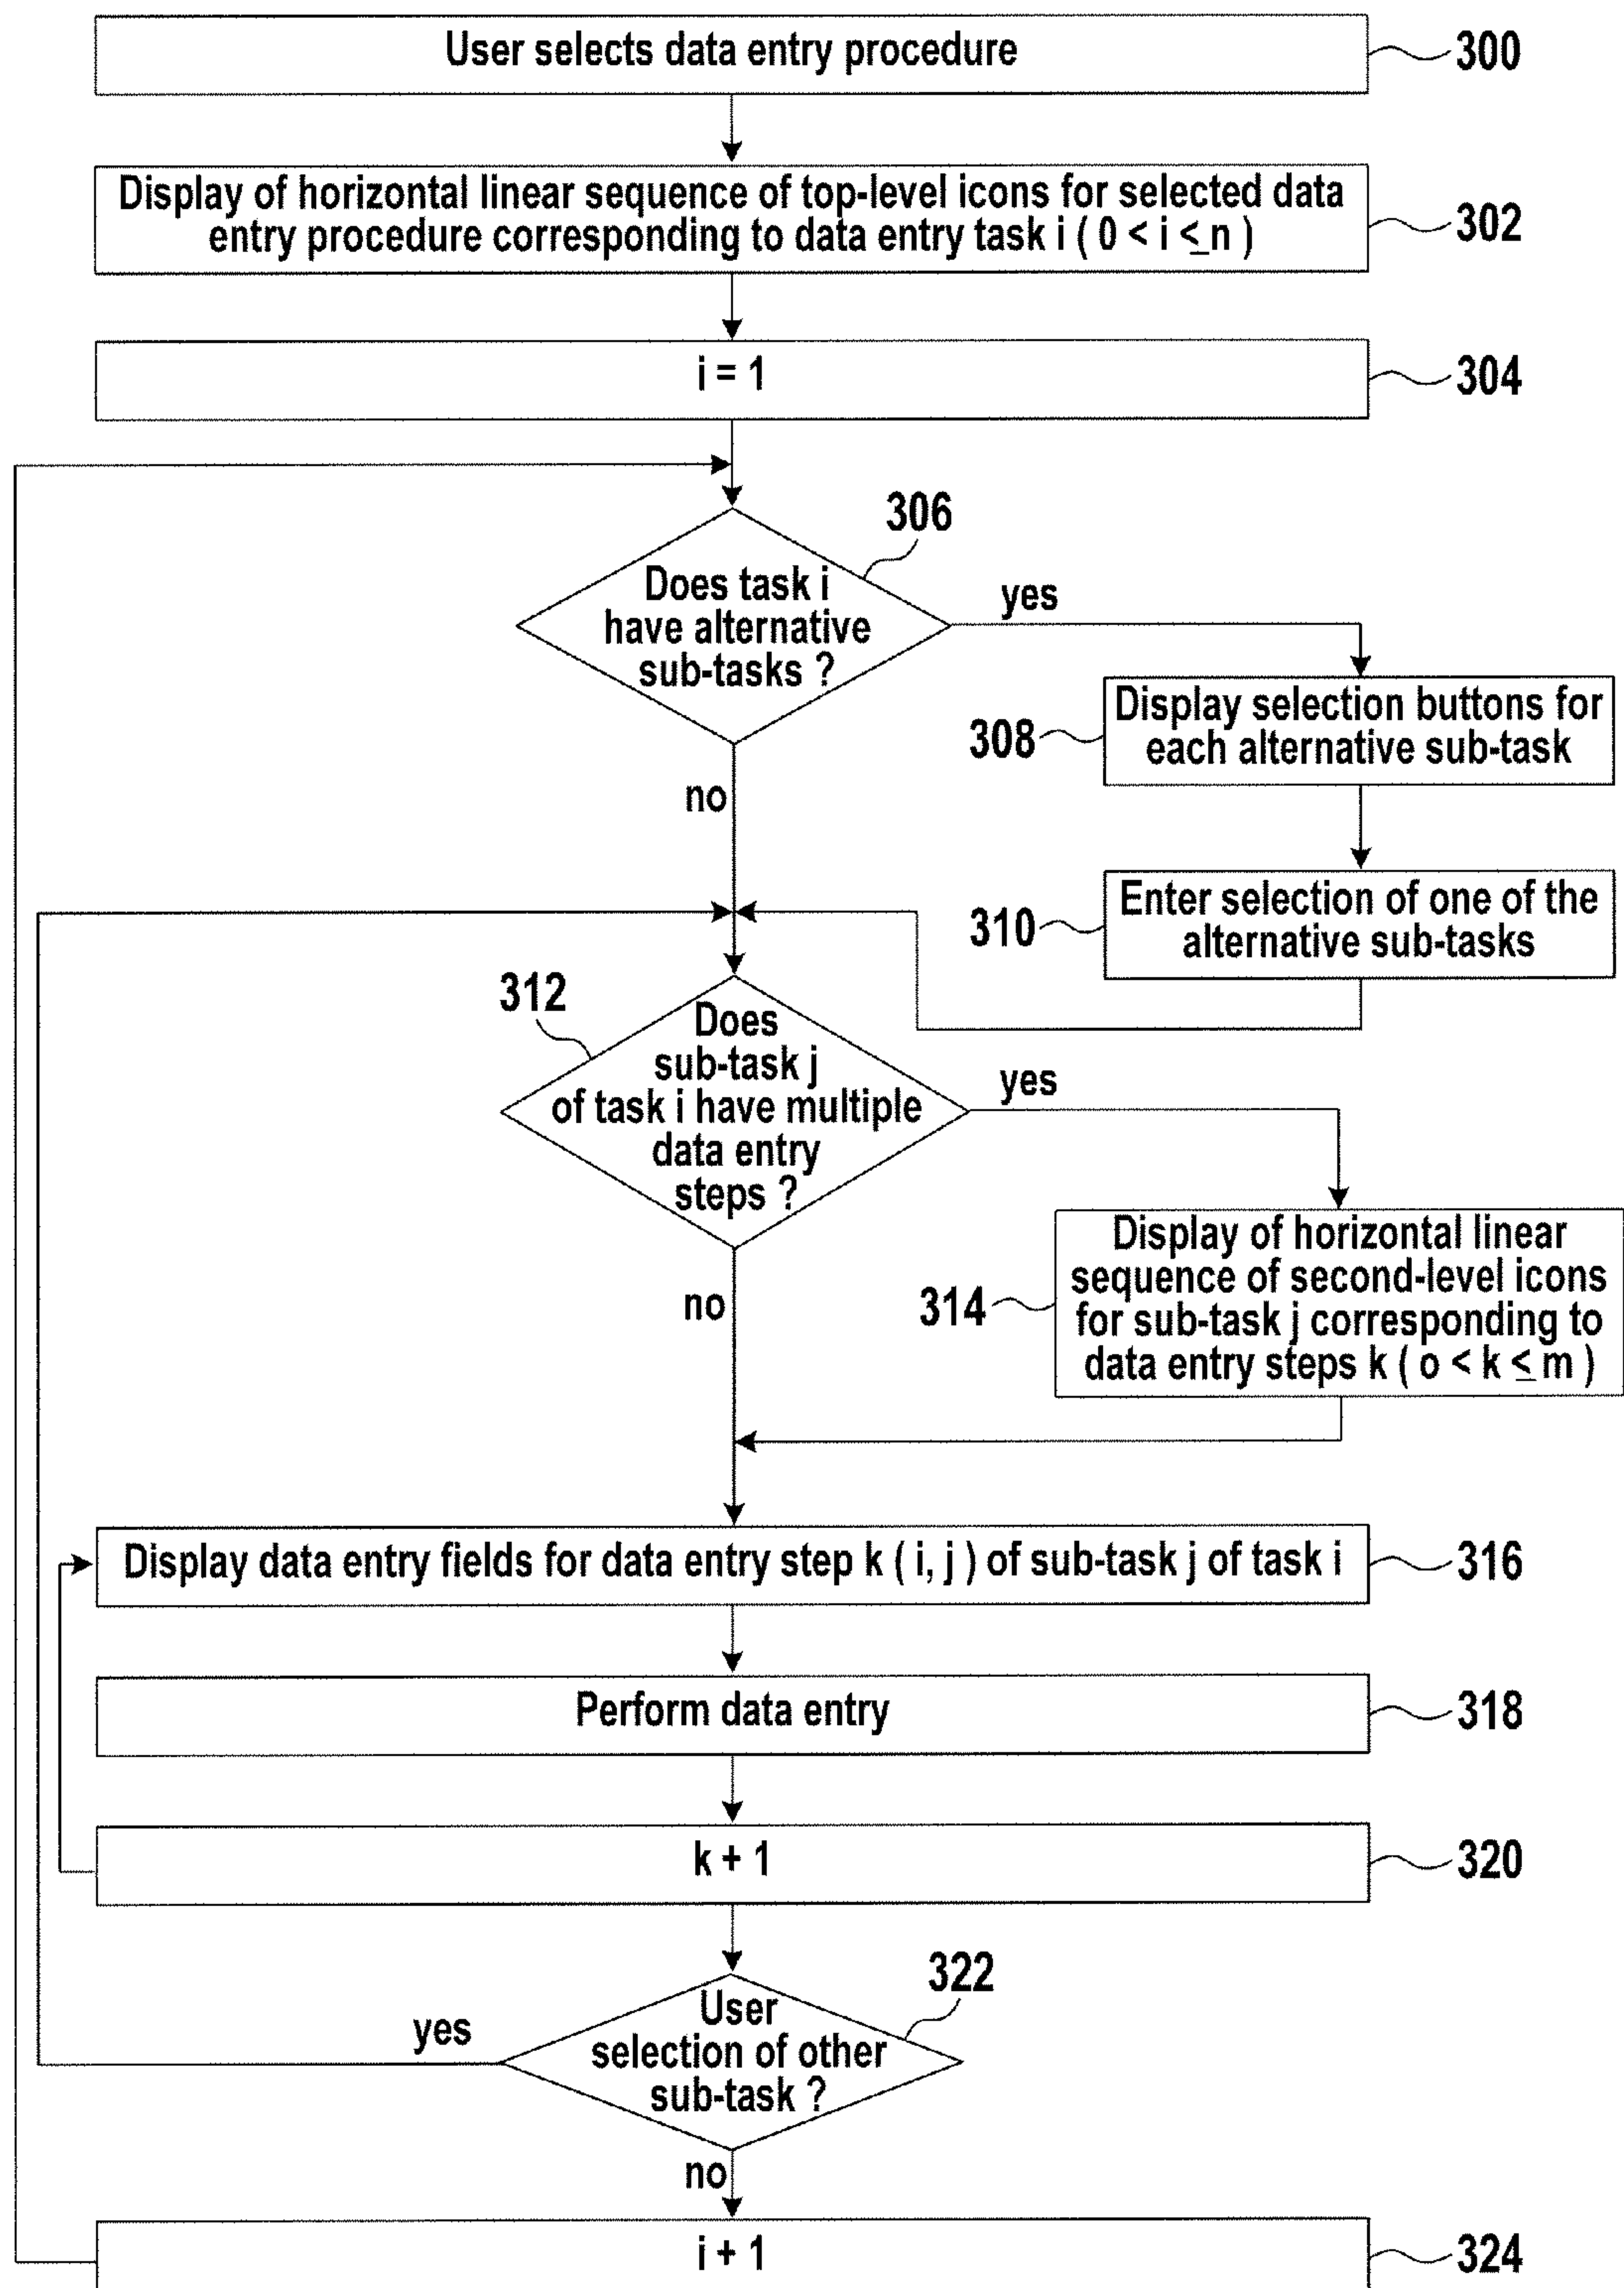 User selects data entry procedure
300
Display of horizontal linear sequence of top-level icons for selected data
entry procedure corresponding to data entry task i ( 0 < i ≤ n )
302
i = 1
304
306
Does task i
have alternative
sub-tasks ?
yes
no
308
Display selection buttons for
each alternative sub-task
310
Enter selection of one of the
alternative sub-tasks
312
Does
sub-task j
of task i have multiple
data entry
steps ?
yes
no
314
Display of horizontal linear
sequence of second-level icons
for sub-task j corresponding to
data entry steps k ( o < k ≤ m )
Display data entry fields for data entry step k ( i, j ) of sub-task j of task i
316
Perform data entry
318
k + 1
320
322
User
selection of other
sub-task ?
yes
no
i + 1
324